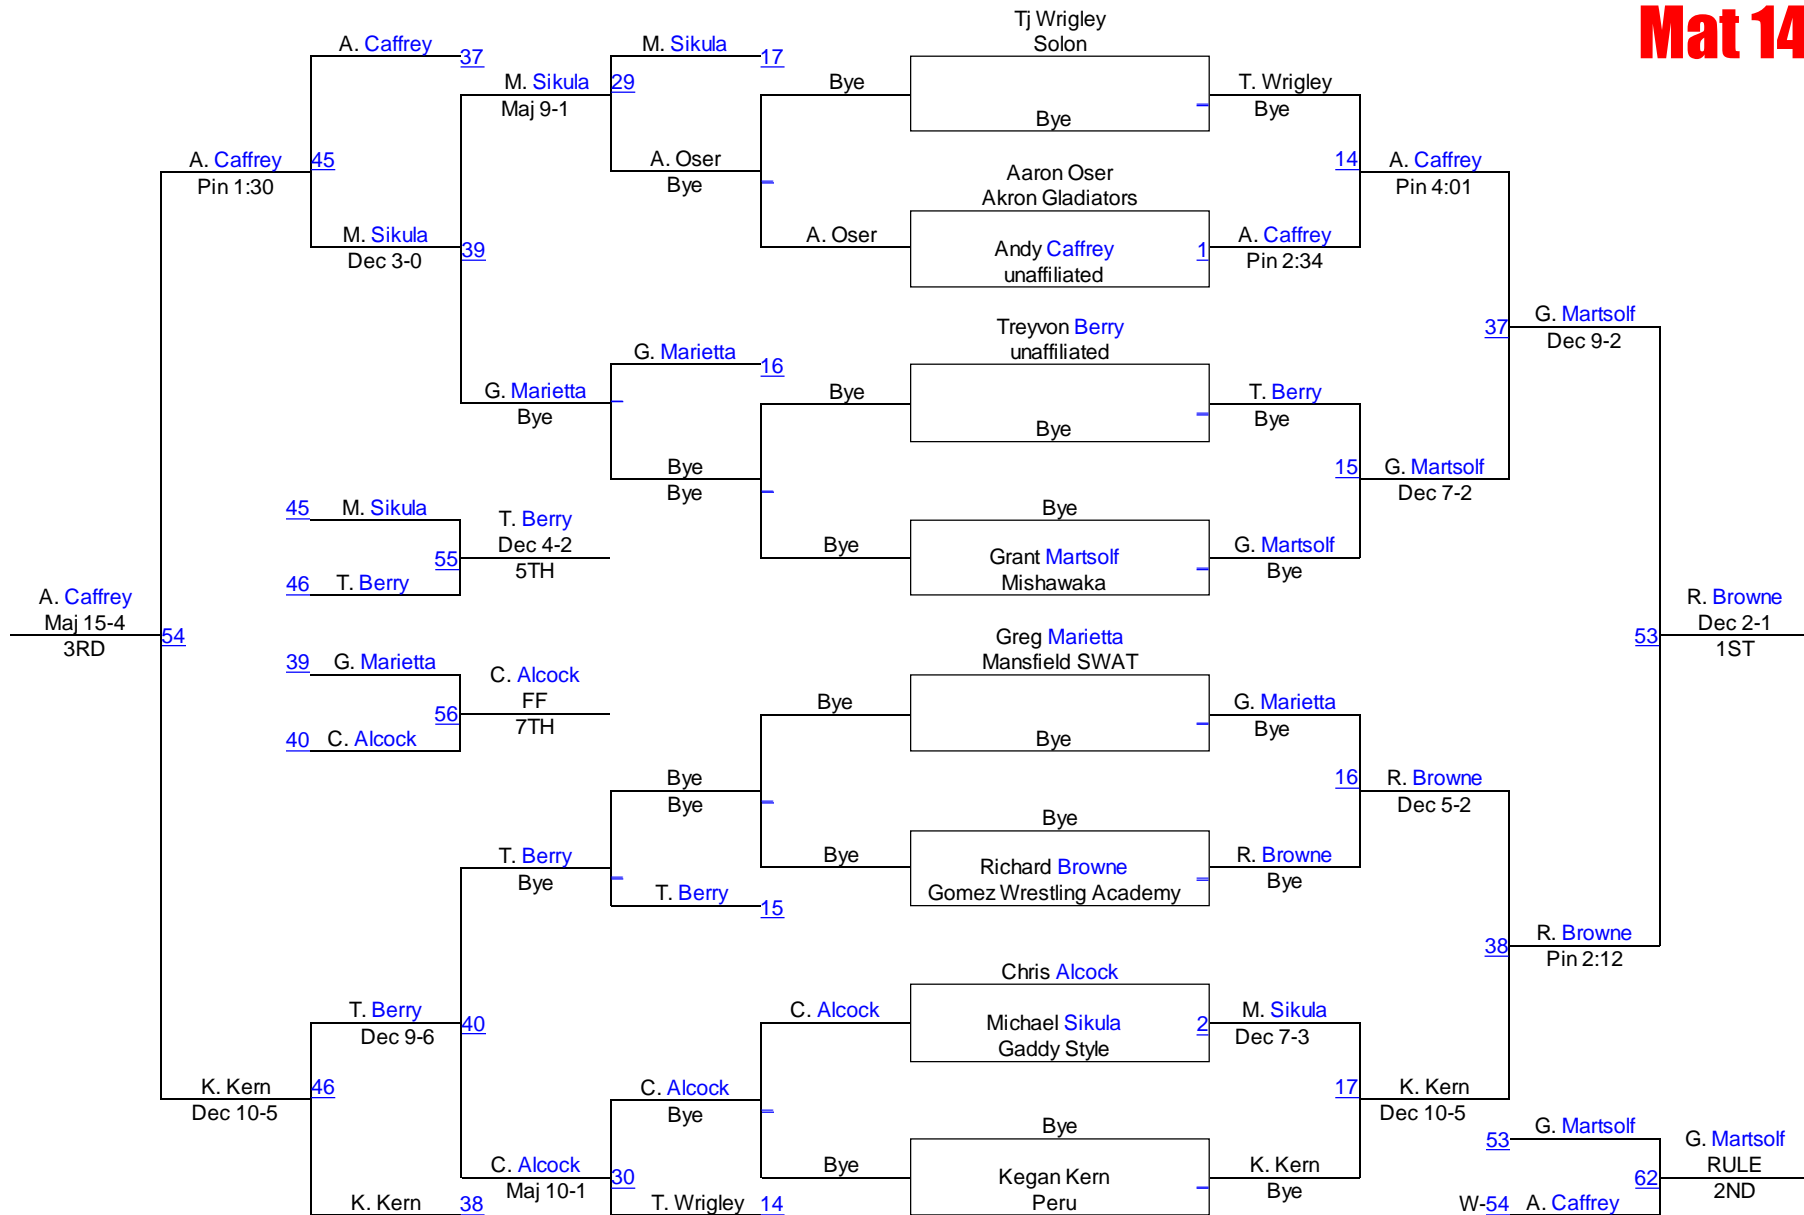 Mat 14
Tj Wrigley
Solon
A. Caffrey
37
M. Sikula
17
M. Sikula
29
Maj 9-1
Bye
Bye
T. Wrigley
Bye
A. Caffrey
45
Pin 1:30
A. Oser
Bye
Aaron Oser
Akron Gladiators
14
A. Caffrey
Pin 4:01
M. Sikula
39
Dec 3-0
A. Oser
Andy Caffrey
1
unaffiliated
A. Caffrey
Pin 2:34
Treyvon Berry
unaffiliated
37
G. Martsolf
Dec 9-2
G. Marietta
16
G. Marietta
Bye
Bye
Bye
T. Berry
Bye
Bye
Bye
15
G. Martsolf
Dec 7-2
45
M. Sikula
T. Berry
Dec 4-2
55
5TH
46
T. Berry
Bye
Bye
Grant Martsolf
Mishawaka
G. Martsolf
Bye
A. Caffrey
Maj 15-4
54
3RD
R. Browne
Dec 2-1
53
1ST
Greg Marietta
Mansfield SWAT
39
G. Marietta
C. Alcock
FF
56
7TH
40
C. Alcock
Bye
Bye
G. Marietta
Bye
Bye
Bye
16
R. Browne
Dec 5-2
T. Berry
Bye
T. Berry
15
Bye
Bye
Richard Browne
Gomez Wrestling Academy
R. Browne
Bye
38
R. Browne
Pin 2:12
Chris Alcock
T. Berry
40
Dec 9-6
C. Alcock
Michael Sikula
2
Gaddy Style
M. Sikula
Dec 7-3
K. Kern
46
Dec 10-5
C. Alcock
Bye
17
K. Kern
Dec 10-5
C. Alcock
30
Maj 10-1
Bye
Bye
Kegan Kern
Peru
K. Kern
Bye
53
G. Martsolf
G. Martsolf
RULE
62
2ND
K. Kern
38
T. Wrigley
14
W-54
A. Caffrey